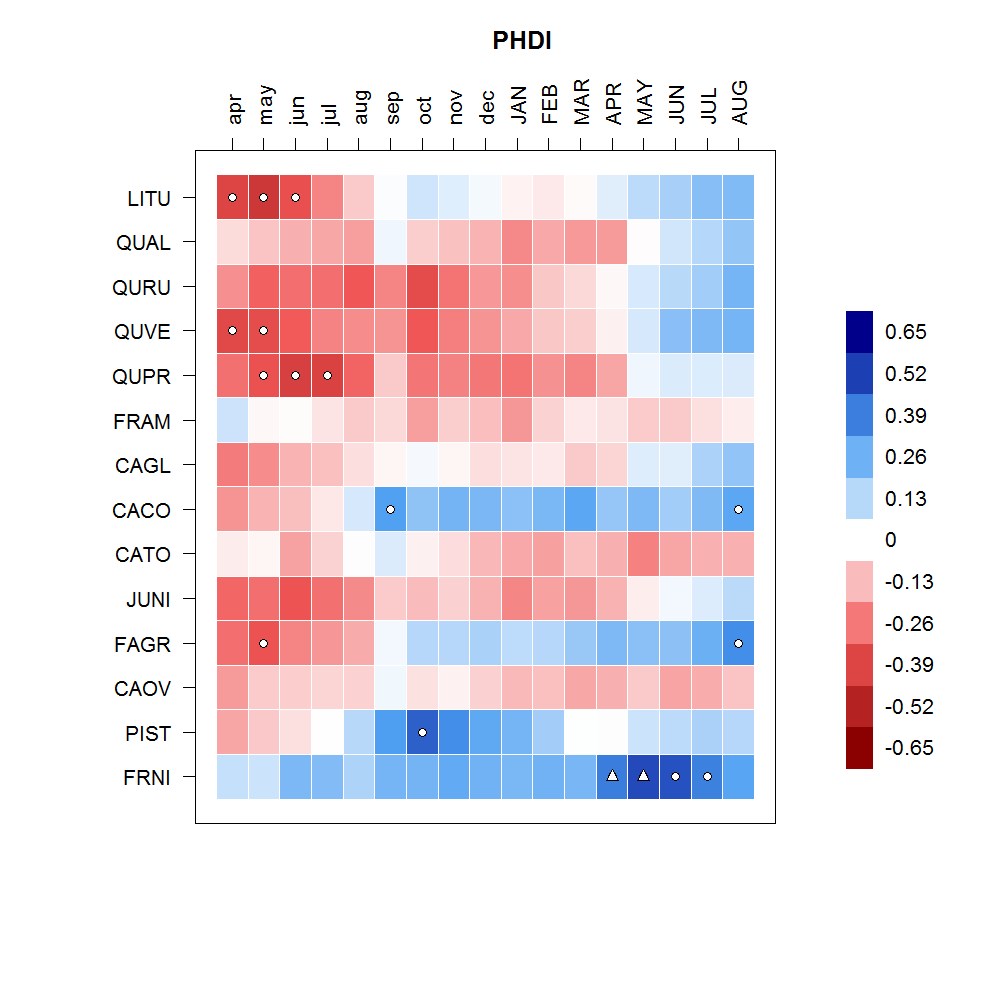 PHDI
apr may jun jul aug sep oct nov dec JAN FEB MAR APR MAY JUN JUL AUG
LITU
QUAL
QURU
QUVE
QUPR
FRAM
CAGL
CACO
CATO
JUNI
FAGR
CAOV
PIST
FRNI
0.65
0.52
0.39
0.26
0.13
0
-0.13
-0.26
-0.39
-0.52
-0.65